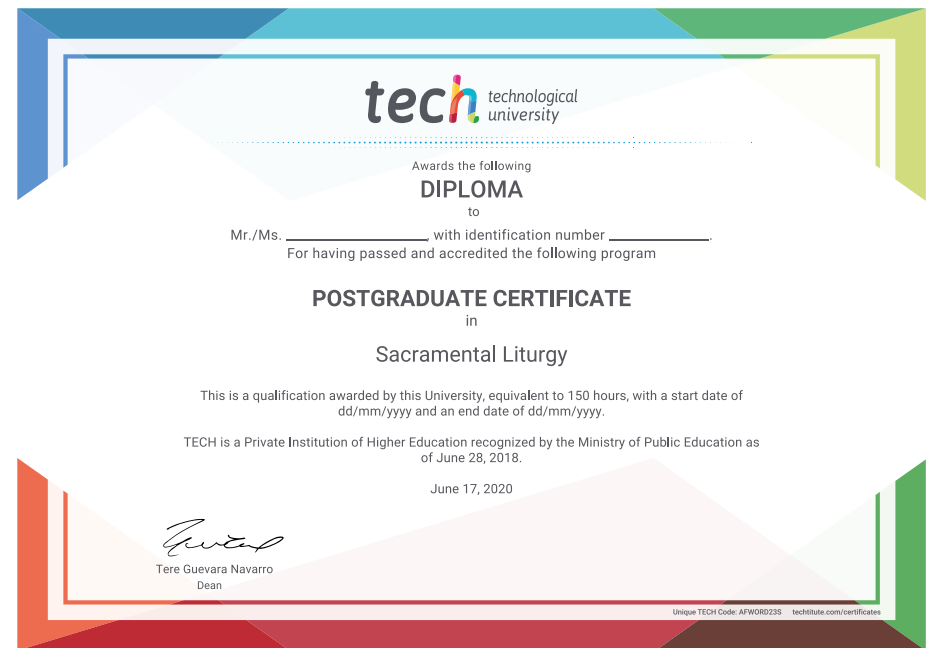 tech technological
university
Awards the following
DIPLOMA
to
Mr./Ms. ____________________, with identification number ______________.
For having passed and accredited the following program
POSTGRADUATE CERTIFICATE
in
Sacramental Liturgy
This is a qualification awarded by this University, equivalent to 150 hours, with a start date of
dd/mm/yyyy and an end date of dd/mm/yyyy.
TECH is a Private Institution of Higher Education recognized by the Ministry of Public Education as
of June 28, 2018.
June 17, 2020
Tere Guevara Navarro
Dean
Unique TECH Code: AFWORD23S techtitute.com/certificates